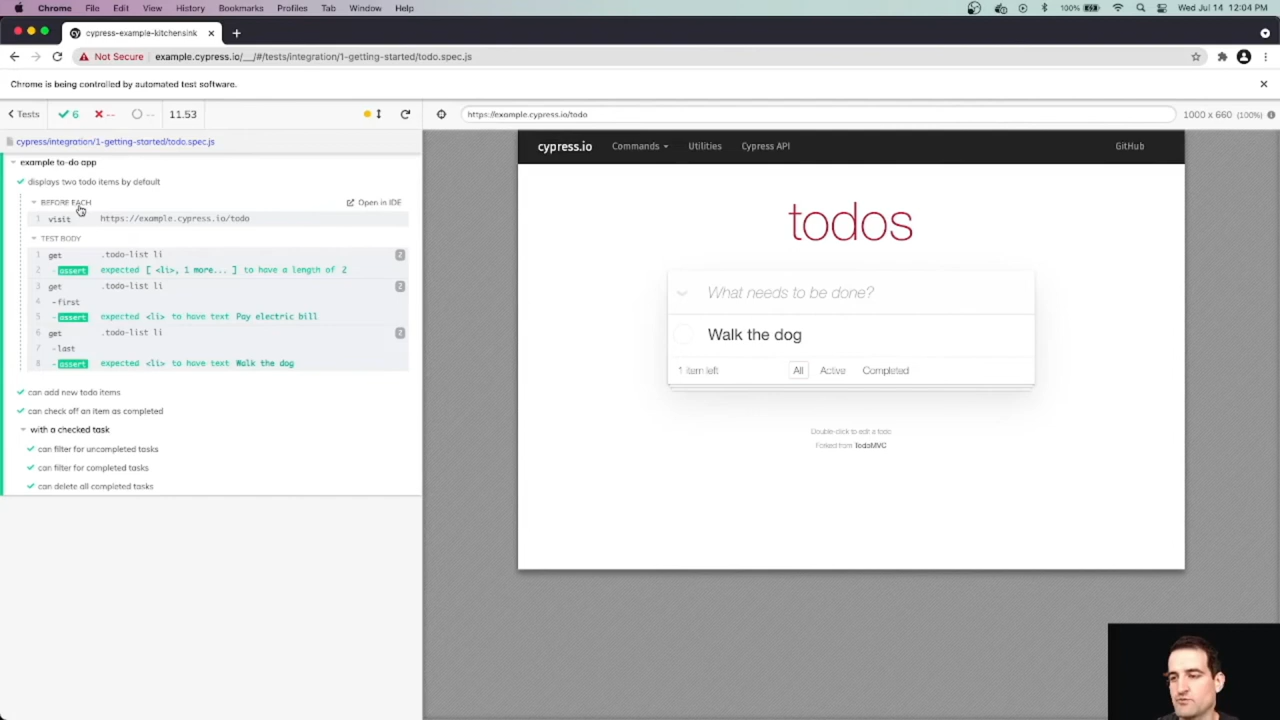 Chrome File Edit View History Bookmarks Profiles Tab Window Help 100% Wed Jul 14 12:04 PM
cypress-example-kitchensink
Not Secure example.cypress.io/__/#/tests/integration/1-getting-started/todo.spec.js
Chrome is being controlled by automated test software.
Tests 6 -- -- 11.53 https://example.cypress.io/todo 1000 x 660 (100%)
cypress/integration/1-getting-started/todo.spec.js
example to-do app
displays two todo items by default
BEFORE EACH Open in IDE
1 visit https://example.cypress.io/todo
TEST BODY
1 get .todo-list li 2
2 -assert expected [ <li>, 1 more... ] to have a length of 2
3 get .todo-list li 2
4 -first
5 -assert expected <li> to have text Pay electric bill
6 get .todo-list li 2
7 -last
8 -assert expected <li> to have text Walk the dog
can add new todo items
can check off an item as completed
with a checked task
can filter for uncompleted tasks
can filter for completed tasks
can delete all completed tasks
cypress.io Commands Utilities Cypress API GitHub
todos
What needs to be done?
Walk the dog
1 item left All Active Completed
Double-click to edit a todo
Forked from TodoMVC